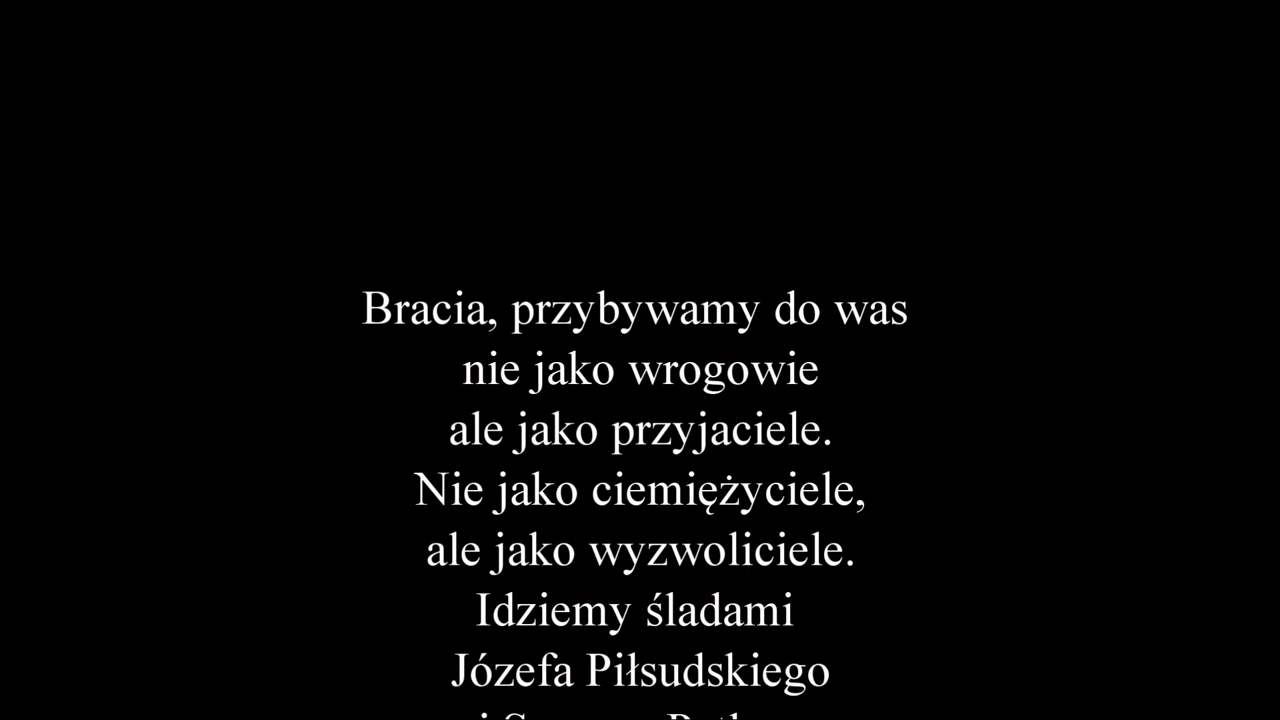 Bracia, przybywamy do was
nie jako wrogowie
ale jako przyjaciele.
Nie jako ciemiężyciele,
ale jako wyzwoliciele.
Idziemy śladami
Józefa Piłsudskiego
i